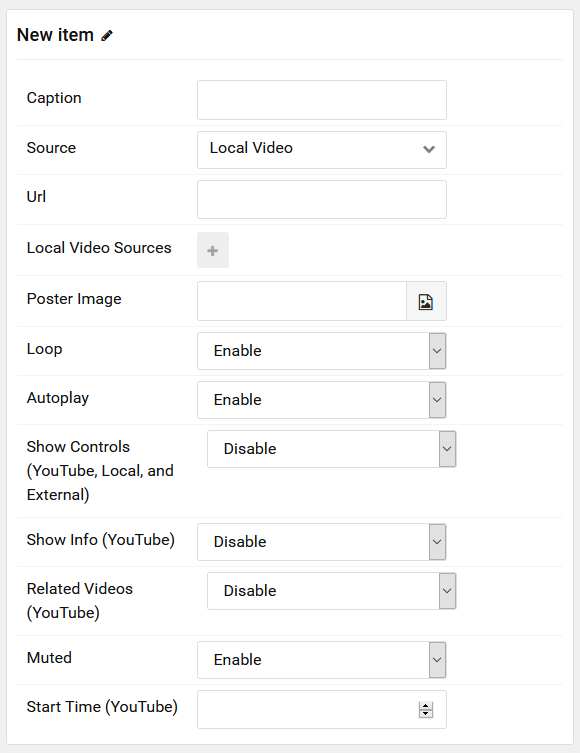 New item
Caption
Source Local Video
Url
Local Video Sources
Poster Image
Loop Enable
Autoplay Enable
Show Controls Disable
(YouTube, Local, and
External)
Show Info (YouTube) Disable
Related Videos Disable
(YouTube)
Muted Enable
Start Time (YouTube)